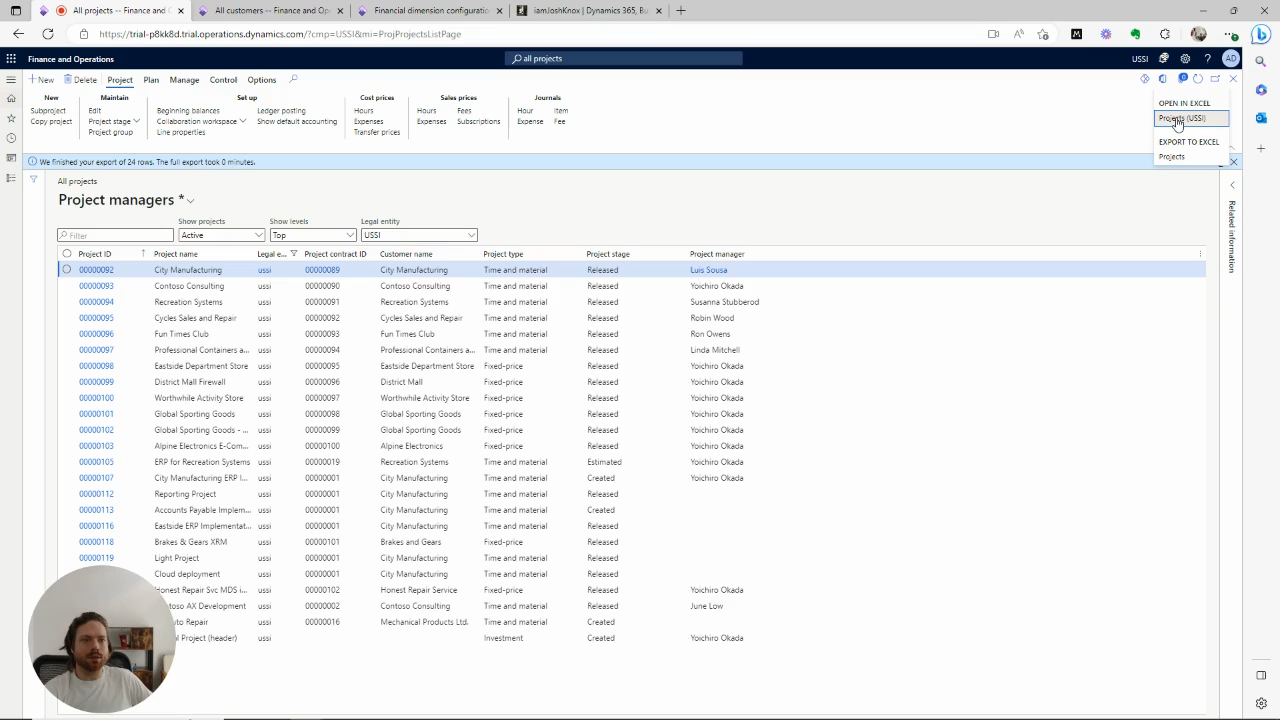 All projects -- Finance and C
All customers -- Finance and Op
Financial dimension configuration
iamJoshKnox | Dynamics 365, Bu
https://trial-p8kk8d.trial.operations.dynamics.com/?cmp=USSI&mi=ProjProjectsListPage
Finance and Operations
all projects
USSI
AD
New
Delete
Project
Plan
Manage
Control
Options
New
Subproject
Copy project
Maintain
Edit
Project stage
Project group
Set up
Beginning balances
Collaboration workspace
Line properties
Ledger posting
Show default accounting
Cost prices
Hours
Expenses
Transfer prices
Sales prices
Hours
Expenses
Fees
Subscriptions
Journals
Hour
Expense
Item
Fee
OPEN IN EXCEL
Projects (USSI)
EXPORT TO EXCEL
Projects
We finished your export of 24 rows. The full export took 0 minutes.
All projects
Project managers *
Show projects
Show levels
Legal entity
Filter
Active
Top
USSI
Related information
Project ID Project name Legal e... Project contract ID Customer name Project type Project stage Project manager
00000092 City Manufacturing ussi 00000089 City Manufacturing Time and material Released Luis Sousa
00000093 Contoso Consulting ussi 00000090 Contoso Consulting Time and material Released Yoichiro Okada
00000094 Recreation Systems ussi 00000091 Recreation Systems Time and material Released Susanna Stubberod
00000095 Cycles Sales and Repair ussi 00000092 Cycles Sales and Repair Time and material Released Robin Wood
00000096 Fun Times Club ussi 00000093 Fun Times Club Time and material Released Ron Owens
00000097 Professional Containers a... ussi 00000094 Professional Containers a... Time and material Released Linda Mitchell
00000098 Eastside Department Store ussi 00000095 Eastside Department Store Fixed-price Released Yoichiro Okada
00000099 District Mall Firewall ussi 00000096 District Mall Fixed-price Released Yoichiro Okada
00000100 Worthwhile Activity Store ussi 00000097 Worthwhile Activity Store Fixed-price Released Yoichiro Okada
00000101 Global Sporting Goods ussi 00000098 Global Sporting Goods Fixed-price Released Yoichiro Okada
00000102 Global Sporting Goods - ... ussi 00000099 Global Sporting Goods Fixed-price Released Yoichiro Okada
00000103 Alpine Electronics E-Com... ussi 00000100 Alpine Electronics Fixed-price Released Yoichiro Okada
00000105 ERP for Recreation Systems ussi 00000019 Recreation Systems Time and material Estimated Yoichiro Okada
00000107 City Manufacturing ERP I... ussi 00000001 City Manufacturing Time and material Created Yoichiro Okada
00000112 Reporting Project ussi 00000001 City Manufacturing Time and material Released
00000113 Accounts Payable Implem... ussi 00000001 City Manufacturing Time and material Created
00000116 Eastside ERP Implementat... ussi 00000001 City Manufacturing Time and material Released
00000118 Brakes & Gears XRM ussi 00000101 Brakes and Gears Fixed-price Released
00000119 Light Project ussi 00000001 City Manufacturing Time and material Released
Cloud deployment ussi 00000001 City Manufacturing Time and material Released
Honest Repair Svc MDS i... ussi 00000102 Honest Repair Service Fixed-price Released Yoichiro Okada
ntoso AX Development ussi 00000002 Contoso Consulting Time and material Released June Low
uto Repair ussi 00000016 Mechanical Products Ltd. Time and material Created
l Project (header) ussi Investment Created Yoichiro Okada